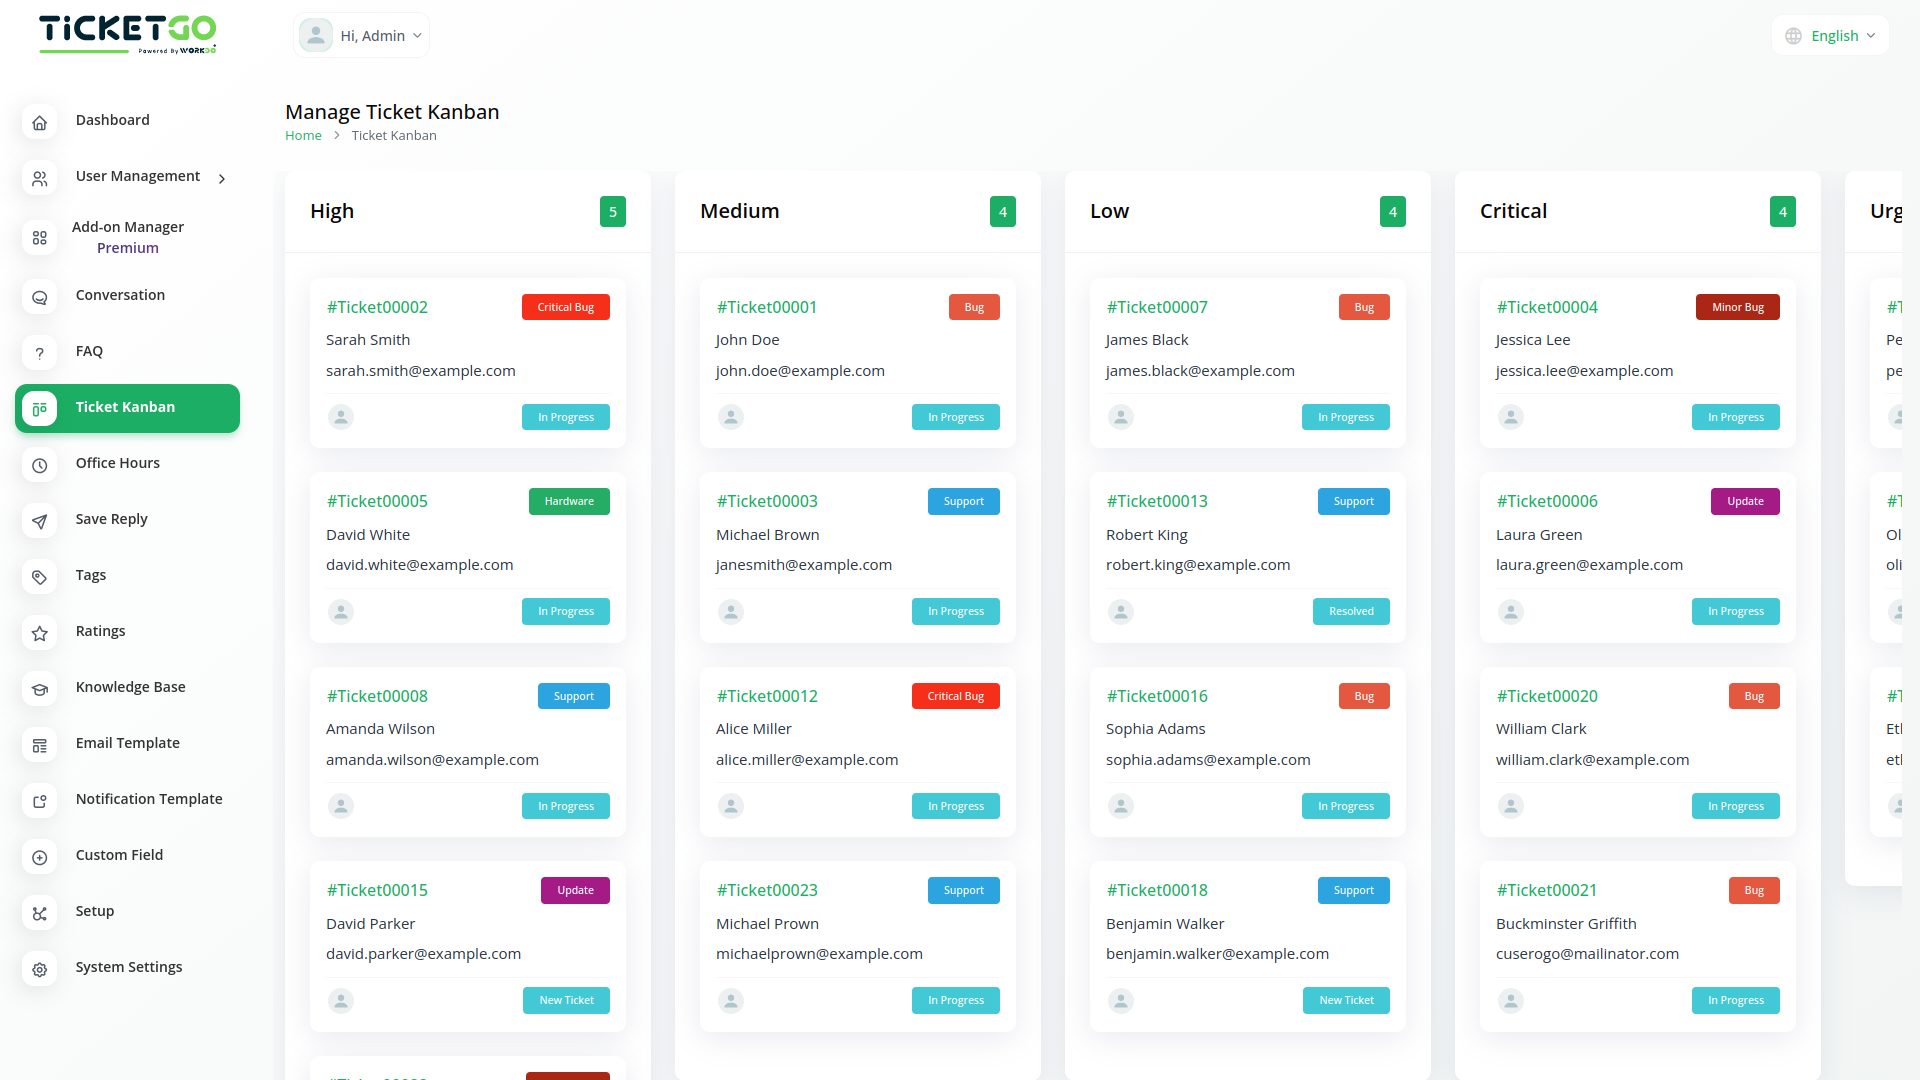 TICKETGO
Powered By WORKDO
Hi, Admin
English
Dashboard
User Management
Add-on Manager
Premium
Conversation
FAQ
Ticket Kanban
Office Hours
Save Reply
Tags
Ratings
Knowledge Base
Email Template
Notification Template
Custom Field
Setup
System Settings
Manage Ticket Kanban
Home > Ticket Kanban
High 5
#Ticket00002 Critical Bug
Sarah Smith
sarah.smith@example.com
In Progress
#Ticket00005 Hardware
David White
david.white@example.com
In Progress
#Ticket00008 Support
Amanda Wilson
amanda.wilson@example.com
In Progress
#Ticket00015 Update
David Parker
david.parker@example.com
New Ticket
Medium 4
#Ticket00001 Bug
John Doe
john.doe@example.com
In Progress
#Ticket00003 Support
Michael Brown
janesmith@example.com
In Progress
#Ticket00012 Critical Bug
Alice Miller
alice.miller@example.com
In Progress
#Ticket00023 Support
Michael Prown
michaelprown@example.com
In Progress
Low 4
#Ticket00007 Bug
James Black
james.black@example.com
In Progress
#Ticket00013 Support
Robert King
robert.king@example.com
Resolved
#Ticket00016 Bug
Sophia Adams
sophia.adams@example.com
In Progress
#Ticket00018 Support
Benjamin Walker
benjamin.walker@example.com
New Ticket
Critical 4
#Ticket00004 Minor Bug
Jessica Lee
jessica.lee@example.com
In Progress
#Ticket00006 Update
Laura Green
laura.green@example.com
In Progress
#Ticket00020 Bug
William Clark
william.clark@example.com
In Progress
#Ticket00021 Bug
Buckminster Griffith
cuserogo@mailinator.com
In Progress
Urg